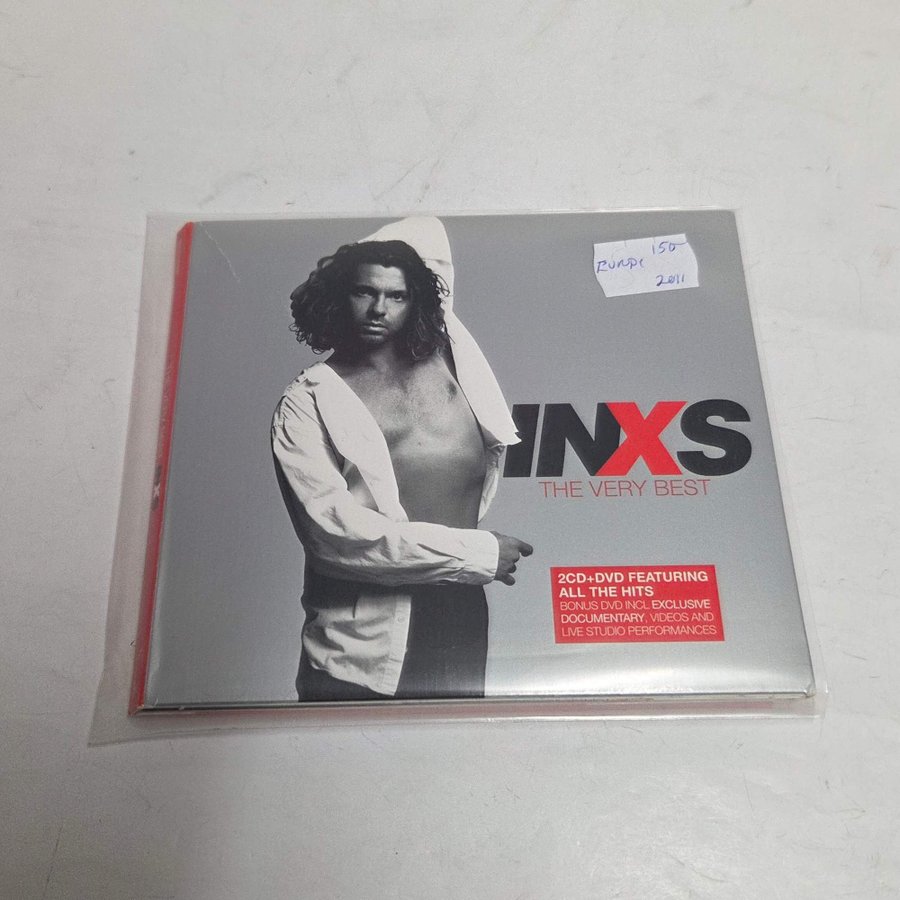 150
EUROPE
2011
INXS
THE VERY BEST
2CD+DVD FEATURING
ALL THE HITS
BONUS DVD INCL EXCLUSIVE
DOCUMENTARY, VIDEOS AND
LIVE STUDIO PERFORMANCES